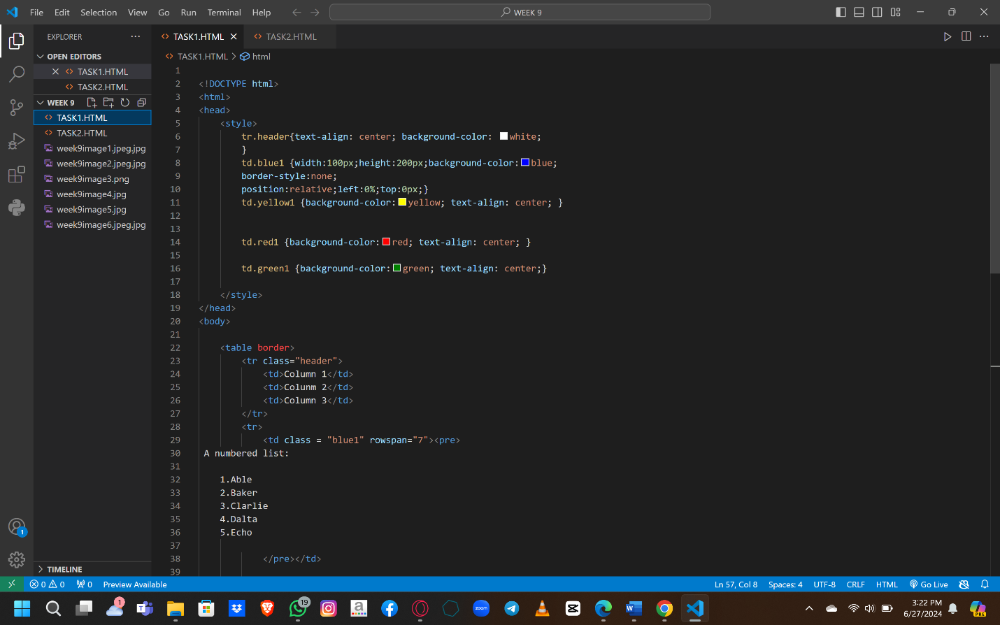 File Edit Selection View Go Run Terminal Help WEEK 9
EXPLORER
OPEN EDITORS
TASK1.HTML
TASK2.HTML
WEEK 9
TASK1.HTML
TASK2.HTML
week9image1.jpeg.jpg
week9image2.jpeg.jpg
week9image3.png
week9image4.jpg
week9image5.jpg
week9image6.jpeg.jpg
TIMELINE
TASK1.HTML TASK2.HTML
TASK1.HTML > html
1
2 <!DOCTYPE html>
3 <html>
4 <head>
5 <style>
6 tr.header{text-align: center; background-color: white;
7 }
8 td.blue1 {width:100px;height:200px;background-color:blue;
9 border-style:none;
10 position:relative;left:0%;top:0px;}
11 td.yellow1 {background-color:yellow; text-align: center; }
12
13
14 td.red1 {background-color:red; text-align: center; }
15
16 td.green1 {background-color:green; text-align: center;}
17
18 </style>
19 </head>
20 <body>
21
22 <table border>
23 <tr class="header">
24 <td>Column 1</td>
25 <td>Colunm 2</td>
26 <td>Column 3</td>
27 </tr>
28 <tr>
29 <td class = "blue1" rowspan="7"><pre>
30 A numbered list:
31
32 1.Able
33 2.Baker
34 3.Clarlie
35 4.Dalta
36 5.Echo
37
38 </pre></td>
39
1
0 0 0 Preview Available Ln 57, Col 8 Spaces: 4 UTF-8 CRLF HTML Go Live
1 19 zoom
3:22 PM
6/27/2024
PRE